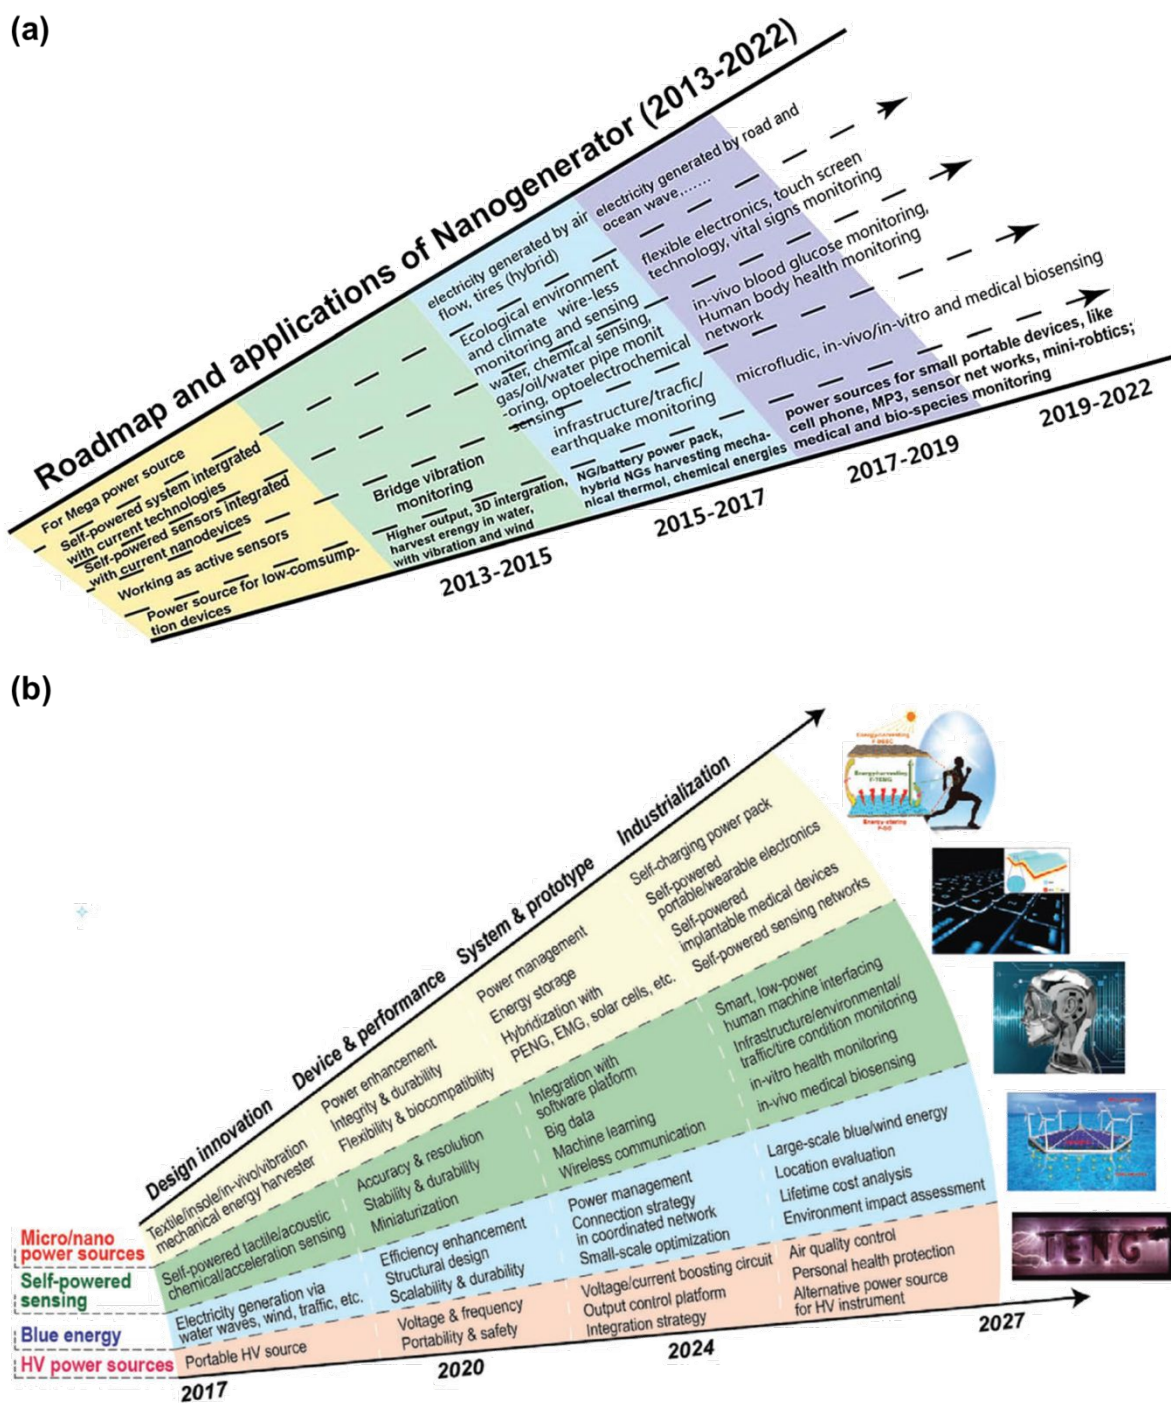 (a)
Roadmap and applications of Nanogenerator (2013-2022)
For Mega power source
Self-powered system intergrated
with current technologies
Self-powered sensors integrated
with current nanodevices
Working as active sensors
Power source for low-comsump-
tion devices
Bridge vibration
monitoring
Higher output, 3D intergration,
harvest erengy in water,
with vibration and wind
electricity generated by air
flow, tires (hybrid)
Ecological environment
and climate wire-less
monitoring and sensing
water, chemical sensing,
gas/oil/water pipe monit
-oring, optoelectrochemical
sensing
infrastructure/tracfic/
earthquake monitoring
NG/battery power pack,
hybrid NGs harvesting mecha-
nical thermol, chemical energies
electricity generated by road and
ocean wave,......
flexible electronics, touch screen
technology, vital signs monitoring
in-vivo blood glucose monitoring,
Human body health monitoring
network
microfludic, in-vivo/in-vitro and medical biosensing
power sources for small portable devices, like
cell phone, MP3, sensor net works, mini-robtics;
medical and bio-species monitoring
2013-2015
2015-2017
2017-2019
2019-2022
(b)
Design innovation
Device & performance
System & prototype
Industrialization
Micro/nano
power sources
Textile/insole/in-vivo/vibration
mechanical energy harvester
Power enhancement
Integrity & durability
Flexibility & biocompatibility
Power management
Energy storage
Hybridization with
PENG, EMG, solar cells, etc.
Self-charging power pack
Self-powered
portable/wearable electronics
Self-powered
implantable medical devices
Self-powered sensing networks
Self-powered
sensing
Self-powered tactile/acoustic
chemical/acceleration sensing
Accuracy & resolution
Stability & durability
Miniaturization
Integration with
software platform
Big data
Machine learning
Wireless communication
Smart, low-power
human machine interfacing
Infrastructure/environmental/
traffic/tire condition monitoring
in-vitro health monitoring
in-vivo medical biosensing
Blue energy
Electricity generation via
water waves, wind, traffic, etc.
Efficiency enhancement
Structural design
Scalability & durability
Power management
Connection strategy
in coordinated network
Small-scale optimization
Large-scale blue/wind energy
Location evaluation
Lifetime cost analysis
Environment impact assessment
HV power sources
Portable HV source
Voltage & frequency
Portability & safety
Voltage/current boosting circuit
Output control platform
Integration strategy
Air quality control
Personal health protection
Alternative power source
for HV instrument
2017
2020
2024
2027
Energy harvesting
Energy harvesting
F-TENG
TENG